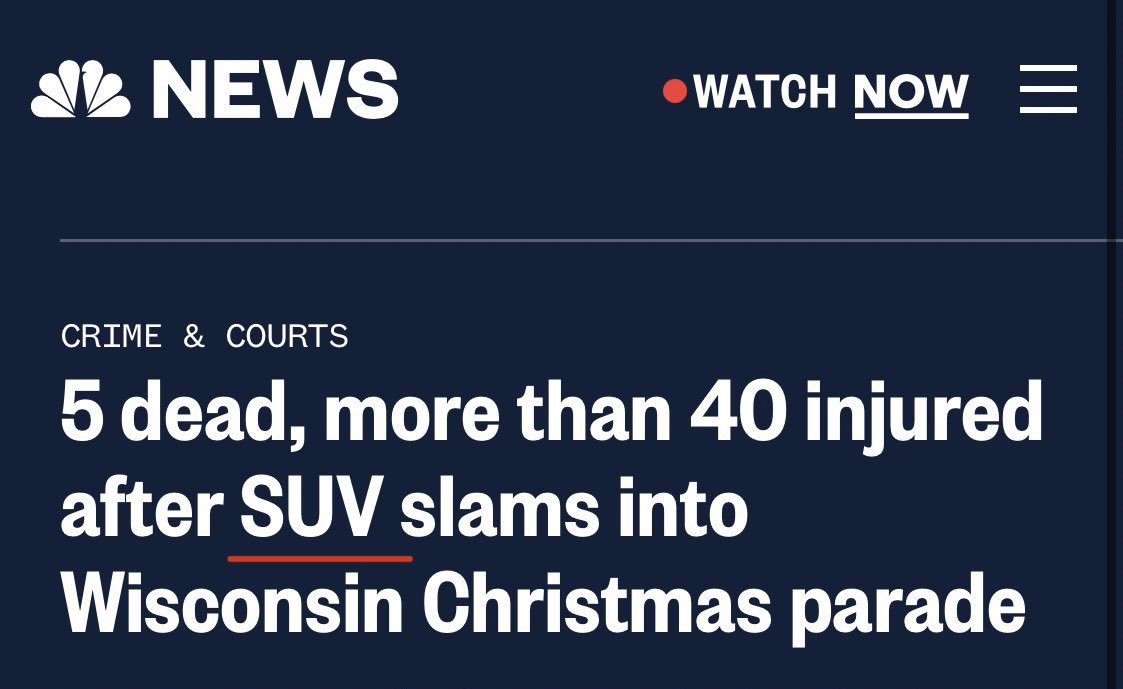 NEWS
WATCH NOW
CRIME & COURTS
5 dead, more than 40 injured
after SUV slams into
Wisconsin Christmas parade